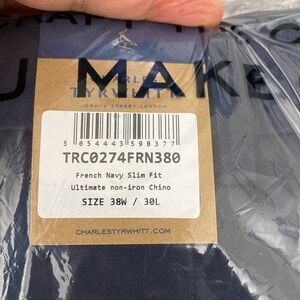 U MAKE
CHARLES
TYRWHITT
JERMYN STREET, LONDON
5 054443 598377
TRC0274FRN380
French Navy Slim Fit
Ultimate non-iron Chino
SIZE 38W / 30L
CHARLESTYRWHITT.COM